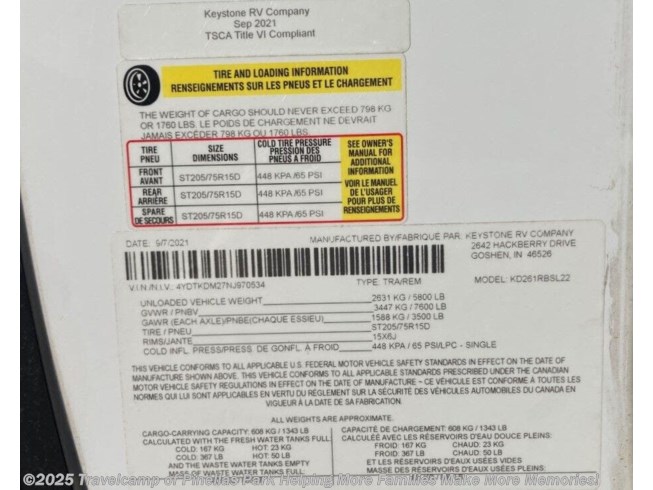 Keystone RV Company
Sep 2021
TSCA Title VI Compliant
TIRE AND LOADING INFORMATION
RENSEIGNEMENTS SUR LES PNEUS ET LE CHARGEMENT
THE WEIGHT OF CARGO SHOULD NEVER EXCEED 798 KG
OR 1760 LBS. LE POIDS DE CHARGEMENT NE DEVRAIT
JAMAIS EXCÉDER 798 KG OU 1760 LBS.
TIRE PNEU SIZE DIMENSIONS COLD TIRE PRESSURE PRESSION DES PNEUS À FROID
FRONT AVANT ST205/75R15D 448 KPA /65 PSI
REAR ARRIÈRE ST205/75R15D 448 KPA /65 PSI
SPARE DE SECOURS ST205/75R15D 448 KPA /65 PSI
SEE OWNER'S
MANUAL FOR
ADDITIONAL
INFORMATION
VOIR LE MANUEL
DE L'USAGER
POUR PLUS DE
RENSEIGNEMENTS
DATE: 9/7/2021 MANUFACTURED BY/FABRIQUE PAR: KEYSTONE RV COMPANY
2642 HACKBERRY DRIVE
GOSHEN, IN 46526
V.I.N./N.I.V.: 4YDTKDM27NJ970534 TYPE: TRA/REM MODEL: KD261RBSL22
UNLOADED VEHICLE WEIGHT 2631 KG / 5800 LB
GVWR / PNBV 3447 KG / 7600 LB
GAWR (EACH AXLE)/PNBE(CHAQUE ESSIEU) 1588 KG / 3500 LB
TIRE / PNEU ST205/75R15D
RIMS/JANTE 15X6J
COLD INFL. PRESS/PRESS. DE GONFL. À FROID 448 KPA / 65 PSI/LPC - SINGLE
THIS VEHICLE CONFORMS TO ALL APPLICABLE U.S. FEDERAL MOTOR VEHICLE SAFETY STANDARDS IN EFFECT ON THE DATE OF
MANUFACTURE SHOWN ABOVE. THIS VEHICLE CONFORMS TO ALL APPLICABLE STANDARDS PRESCRIBED UNDER THE CANADIAN
MOTOR VEHICLE SAFETY REGULATIONS IN EFFECT ON THE DATE OF MANUFACTURE – CE VÉHICULE EST CONFORME À TOUTES LES
NORMES QUI LUI SONT APPLICABLES EN VERTU DU RÈGLEMENT SUR LA SÉCURITÉ DES VÉHICULES AUTOMOBILES DU CANADA EN
VIGUEUR À LA DATE DE SA FABRICATION.
ALL WEIGHTS ARE APPROXIMATE.
CARGO-CARRYING CAPACITY: 608 KG / 1343 LB
CALCULATED WITH THE FRESH WATER TANKS FULL:
COLD: 167 KG HOT: 23 KG
COLD: 367 LB HOT: 50 LB
AND THE WASTE WATER TANKS EMPTY
CAPACITÉ DE CHARGEMENT: 608 KG / 1343 LB
CALCULÉE AVEC LES RÉSERVOIRS D'EAU DOUCE PLEINS:
FROID: 167 KG CHAUD: 23 KG
FROID: 367 LB CHAUD: 50 LB
ET LES RÉSERVOIRS D'EAUX USÉES VIDES
©2025 Travelcamp of Pinellas Park Helping More Families Make More Memories!